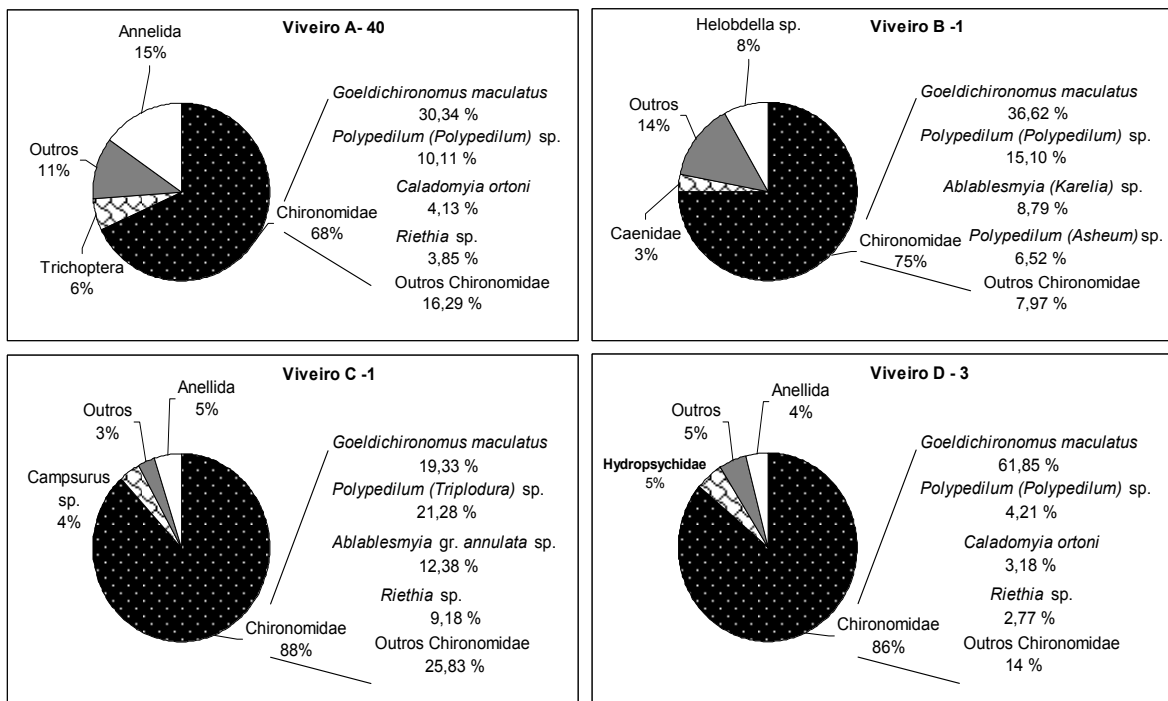 Viveiro A- 40
Annelida
15%
Outros
11%
Trichoptera
6%
Chironomidae
68%
Goeldichironomus maculatus
30,34 %
Polypedilum (Polypedilum) sp.
10,11 %
Caladomyia ortoni
4,13 %
Riethia sp.
3,85 %
Outros Chironomidae
16,29 %
Viveiro B -1
Helobdella sp.
8%
Outros
14%
Caenidae
3%
Chironomidae
75%
Goeldichironomus maculatus
36,62 %
Polypedilum (Polypedilum) sp.
15,10 %
Ablablesmyia (Karelia) sp.
8,79 %
Polypedilum (Asheum) sp.
6,52 %
Outros Chironomidae
7,97 %
Viveiro C -1
Anellida
5%
Outros
3%
Campsurus
sp.
4%
Chironomidae
88%
Goeldichironomus maculatus
19,33 %
Polypedilum (Triplodura) sp.
21,28 %
Ablablesmyia gr. annulata sp.
12,38 %
Riethia sp.
9,18 %
Outros Chironomidae
25,83 %
Viveiro D - 3
Anellida
4%
Outros
5%
Hydropsychidae
5%
Chironomidae
86%
Goeldichironomus maculatus
61,85 %
Polypedilum (Polypedilum) sp.
4,21 %
Caladomyia ortoni
3,18 %
Riethia sp.
2,77 %
Outros Chironomidae
14 %